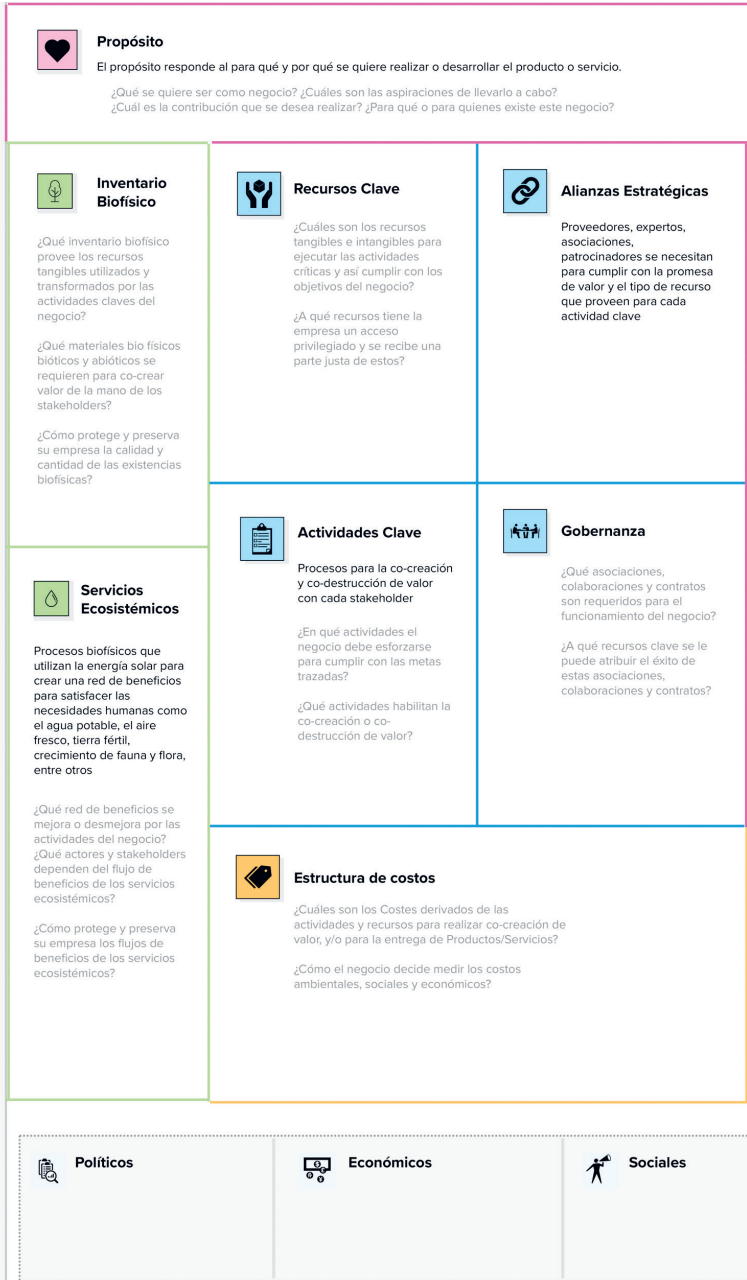 Propósito
El propósito responde al para qué y por qué se quiere realizar o desarrollar el producto o servicio.
¿Qué se quiere ser como negocio? ¿Cuáles son las aspiraciones de llevarlo a cabo?
¿Cuál es la contribución que se desea realizar? ¿Para qué o para quienes existe este negocio?
Inventario
Biofísico
¿Qué inventario biofísico
provee los recursos
tangibles utilizados y
transformados por las
actividades claves del
negocio?
¿Qué materiales bio físicos
bióticos y abióticos se
requieren para co-crear
valor de la mano de los
stakeholders?
¿Cómo protege y preserva
su empresa la calidad y
cantidad de las existencias
biofísicas?
Recursos Clave
¿Cuáles son los recursos
tangibles e intangibles para
ejecutar las actividades
críticas y así cumplir con los
objetivos del negocio?
¿A qué recursos tiene la
empresa un acceso
privilegiado y se recibe una
parte justa de estos?
Alianzas Estratégicas
Proveedores, expertos,
asociaciones,
patrocinadores se necesitan
para cumplir con la promesa
de valor y el tipo de recurso
que proveen para cada
actividad clave
Servicios
Ecosistémicos
Procesos biofísicos que
utilizan la energía solar para
crear una red de beneficios
para satisfacer las
necesidades humanas como
el agua potable, el aire
fresco, tierra fértil,
crecimiento de fauna y flora,
entre otros
¿Qué red de beneficios se
mejora o desmejora por las
actividades del negocio?
¿Qué actores y stakeholders
dependen del flujo de
beneficios de los servicios
ecosistémicos?
¿Cómo protege y preserva
su empresa los flujos de
beneficios de los servicios
ecosistémicos?
Actividades Clave
Procesos para la co-creación
y co-destrucción de valor
con cada stakeholder
¿En qué actividades el
negocio debe esforzarse
para cumplir con las metas
trazadas?
¿Qué actividades habilitan la
co-creación o co-
destrucción de valor?
Gobernanza
¿Qué asociaciones,
colaboraciones y contratos
son requeridos para el
funcionamiento del negocio?
¿A qué recursos clave se le
puede atribuir el éxito de
estas asociaciones,
colaboraciones y contratos?
Estructura de costos
¿Cuáles son los Costes derivados de las
actividades y recursos para realizar co-creación de
valor, y/o para la entrega de Productos/Servicios?
¿Cómo el negocio decide medir los costos
ambientales, sociales y económicos?
Políticos
Económicos
Sociales